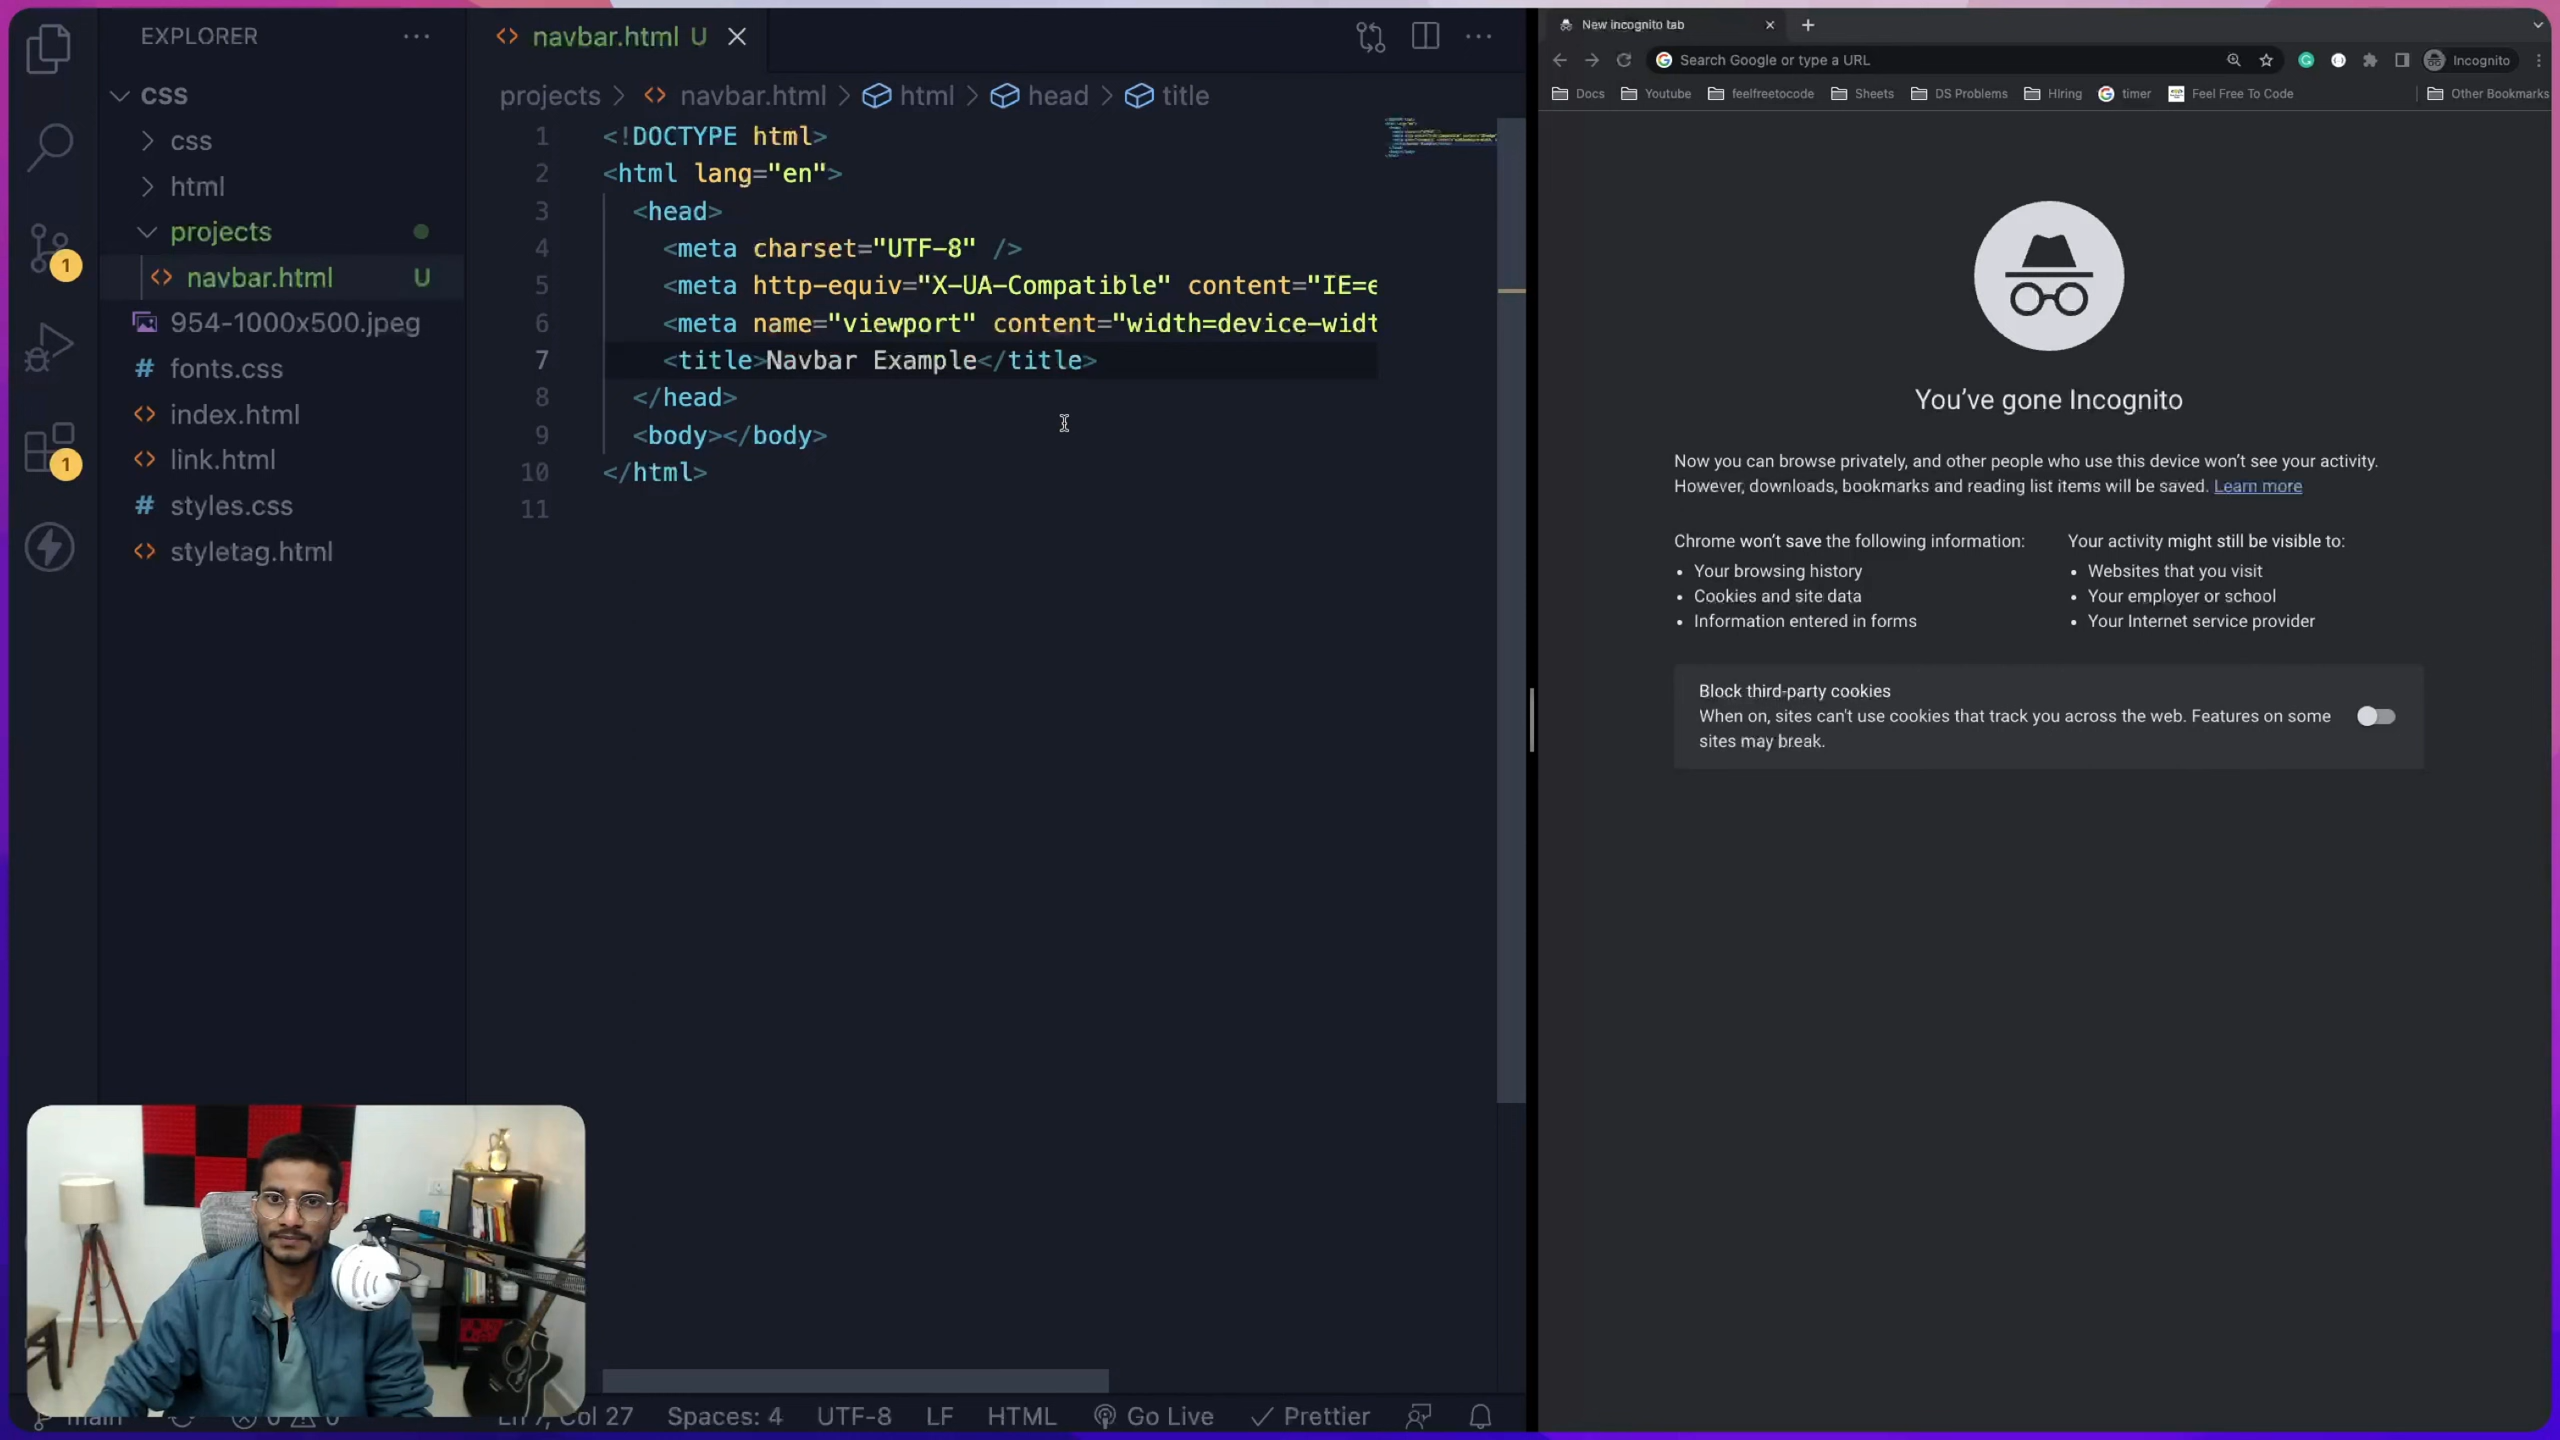 EXPLORER
CSS
css
html
projects
navbar.html U
954-1000x500.jpeg
fonts.css
index.html
link.html
styles.css
styletag.html
1
1
navbar.html U
projects > navbar.html > html > head > title
1 <!DOCTYPE html>
2 <html lang="en">
3 <head>
4 <meta charset="UTF-8" />
5 <meta http-equiv="X-UA-Compatible" content="IE=e
6 <meta name="viewport" content="width=device-widt
7 <title>Navbar Example</title>
8 </head>
9 <body></body>
10 </html>
11
main
Ln 7, Col 27 Spaces: 4 UTF-8 LF HTML Go Live Prettier
New incognito tab
Search Google or type a URL
Incognito
Docs Youtube feelfreetocode Sheets DS Problems Hiring timer Feel Free To Code Other Bookmarks
You've gone Incognito
Now you can browse privately, and other people who use this device won't see your activity.
However, downloads, bookmarks and reading list items will be saved. Learn more
Chrome won't save the following information:
• Your browsing history
• Cookies and site data
• Information entered in forms
Your activity might still be visible to:
• Websites that you visit
• Your employer or school
• Your Internet service provider
Block third-party cookies
When on, sites can't use cookies that track you across the web. Features on some
sites may break.